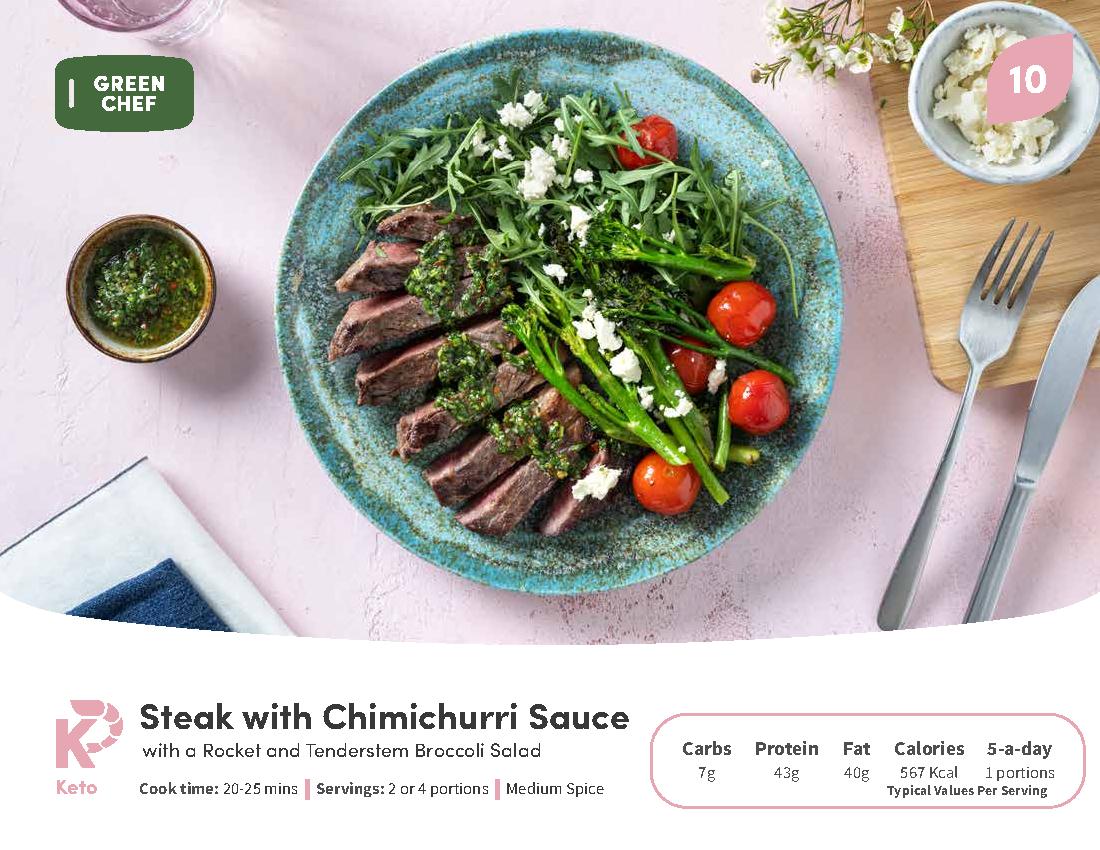 GREEN
CHEF
10
Steak with Chimichurri Sauce
with a Rocket and Tenderstem Broccoli Salad
Keto
Cook time: 20-25 mins | Servings: 2 or 4 portions | Medium Spice
Carbs Protein Fat Calories 5-a-day
7g 43g 40g 567 Kcal 1 portions
Typical Values Per Serving